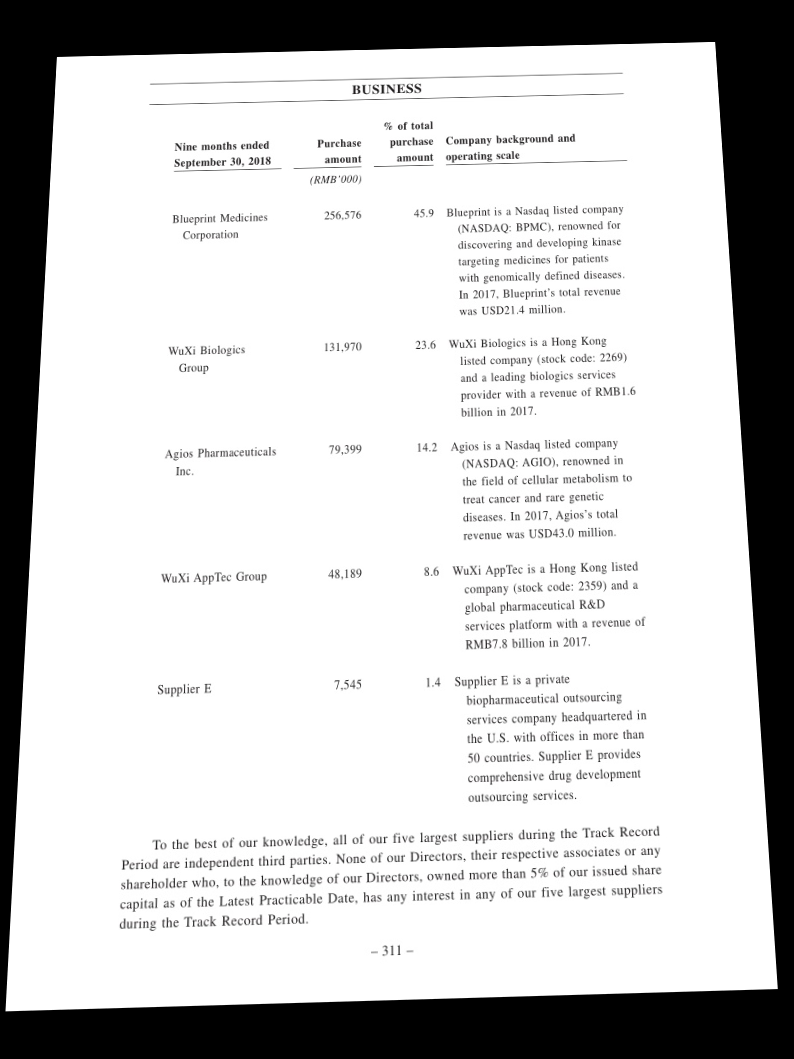 BUSINESS
% of total
Nine months ended Purchase purchase Company background and
September 30, 2018 amount amount operating scale
(RMB'000)
Blueprint Medicines 256,576 45.9 Blueprint is a Nasdaq listed company
Corporation (NASDAQ: BPMC), renowned for
discovering and developing kinase
targeting medicines for patients
with genomically defined diseases.
In 2017, Blueprint's total revenue
was USD21.4 million.
WuXi Biologics 131,970 23.6 WuXi Biologics is a Hong Kong
Group listed company (stock code: 2269)
and a leading biologics services
provider with a revenue of RMB1.6
billion in 2017.
Agios Pharmaceuticals 79,399 14.2 Agios is a Nasdaq listed company
Inc. (NASDAQ: AGIO), renowned in
the field of cellular metabolism to
treat cancer and rare genetic
diseases. In 2017, Agios's total
revenue was USD43.0 million.
WuXi AppTec Group 48,189 8.6 WuXi AppTec is a Hong Kong listed
company (stock code: 2359) and a
global pharmaceutical R&D
services platform with a revenue of
RMB7.8 billion in 2017.
Supplier E 7,545 1.4 Supplier E is a private
biopharmaceutical outsourcing
services company headquartered in
the U.S. with offices in more than
50 countries. Supplier E provides
comprehensive drug development
outsourcing services.
To the best of our knowledge, all of our five largest suppliers during the Track Record
Period are independent third parties. None of our Directors, their respective associates or any
shareholder who, to the knowledge of our Directors, owned more than 5% of our issued share
capital as of the Latest Practicable Date, has any interest in any of our five largest suppliers
during the Track Record Period.
– 311 –